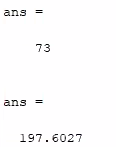 ans =
73
ans =
197.6027